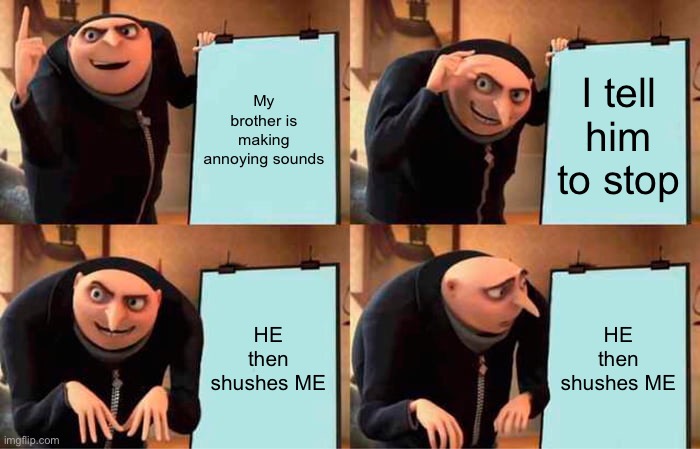 My
brother is
making
annoying sounds
I tell
him
to stop
HE
then
shushes ME
HE
then
shushes ME
imgflip.com